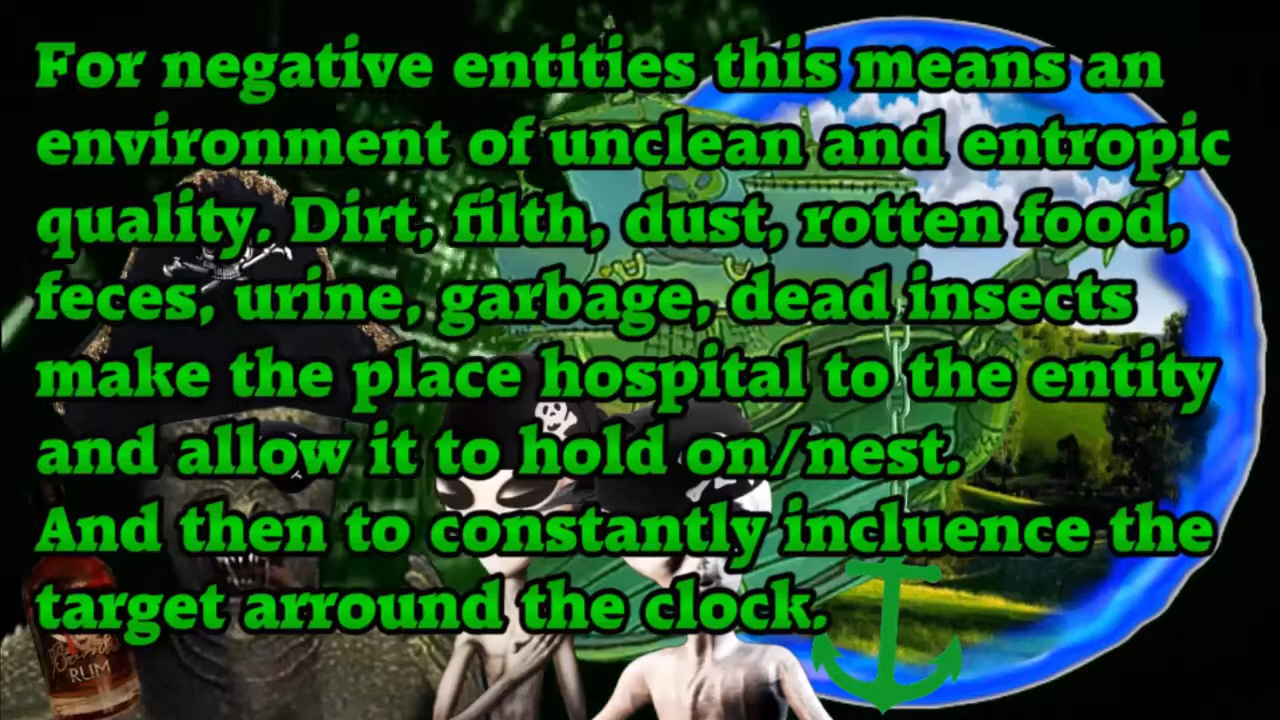 For negative entities this means an
environment of unclean and entropic
quality. Dirt, filth, dust, rotten food,
feces, urine, garbage, dead insects
make the place hospital to the entity
and allow it to hold on/nest.
And then to constantly incluence the
target arround the clock.
RUM